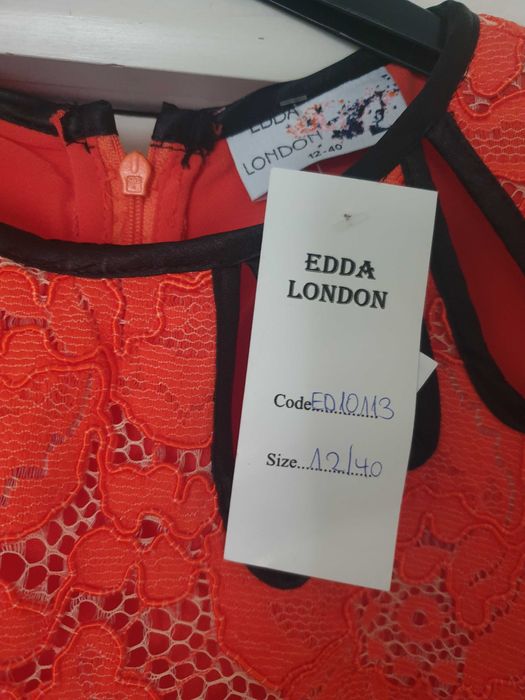 EDDA
LONDON
12-40
EDDA
LONDON
Code....ED10113
Size....12/40